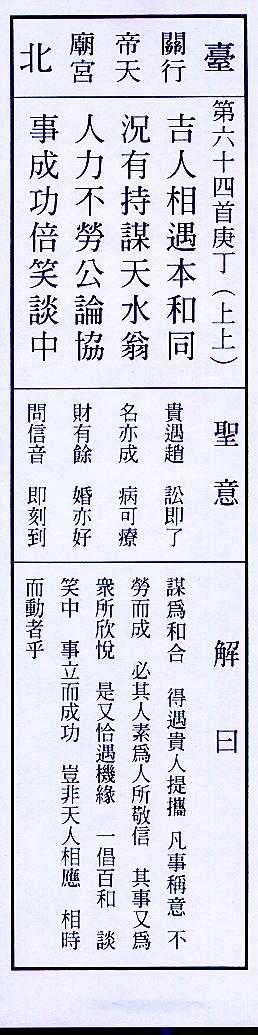 臺
關行
帝天
廟宮
北
第六十四首庚丁（上上）
吉人相遇本和同
況有持謀天水翁
人力不勞公論協
事成功倍笑談中
聖意
貴遇趙 訟即了
名亦成 病可療
財有餘 婚亦好
問信音 即刻到
解曰
謀為和合 得遇貴人提攜 凡事稱意 不
勞而成 必其人素為人所敬信 其事又為
衆所欣悅 是又恰遇機緣 一倡百和 談
笑中 事立而成功 豈非天人相應 相時
而動者乎